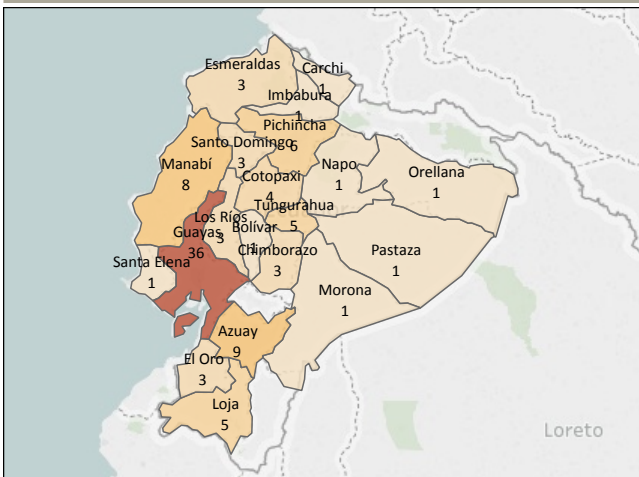 Esmeraldas
3
Carchi
1
Imbabura
1
Pichincha
6
Santo Domingo
3
Manabí
8
Cotopaxi
4
Napo
1
Orellana
1
Tungurahua
5
Los Ríos
3
Guayas
36
Bolívar
1
Chimborazo
3
Pastaza
1
Santa Elena
1
Morona
1
Azuay
9
El Oro
3
Loja
5
Loreto